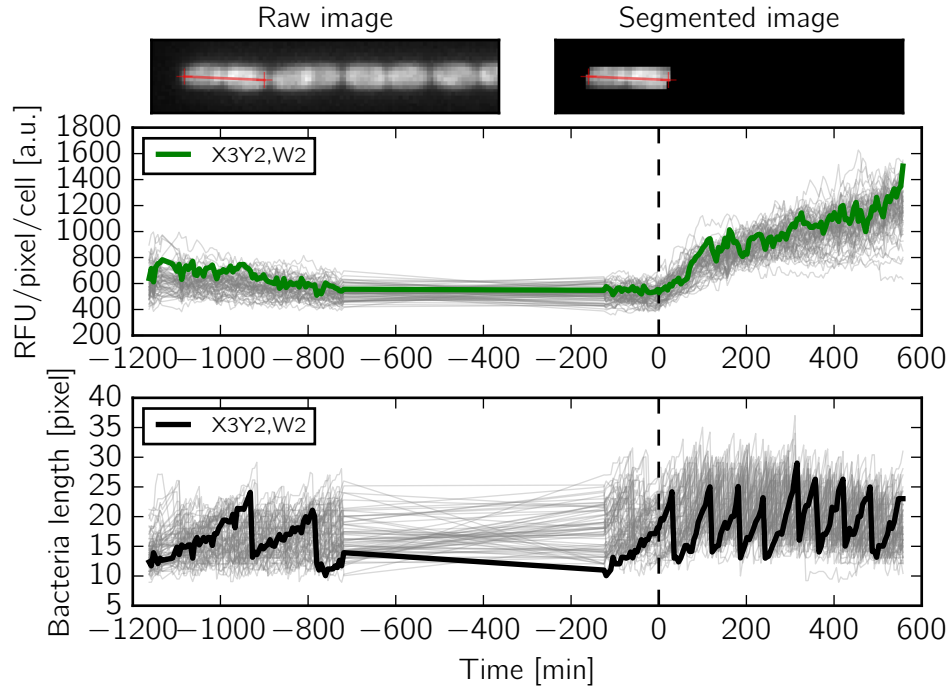 Raw image
Segmented image
RFU/pixel/cell [a.u.]
1800
1600
1400
1200
1000
800
600
400
200
X3Y2,W2
−1200 −1000 −800 −600 −400 −200 0 200 400 600
Bacteria length [pixel]
40
35
30
25
20
15
10
5
X3Y2,W2
−1200 −1000 −800 −600 −400 −200 0 200 400 600
Time [min]